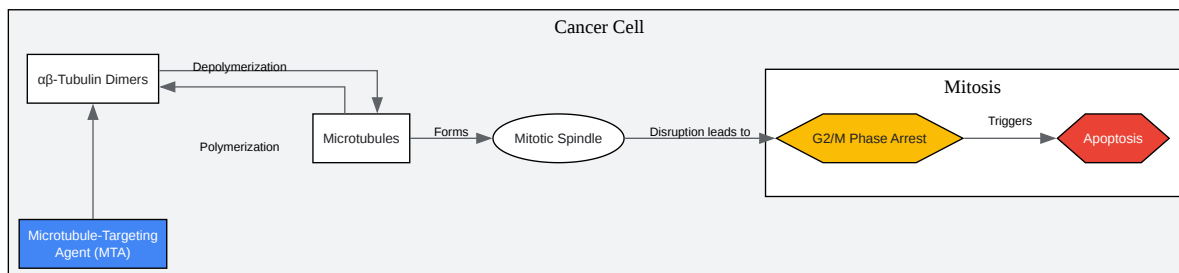 Cancer Cell
αβ-Tubulin Dimers
Depolymerization
Polymerization
Microtubules
Forms
Mitotic Spindle
Disruption leads to
Mitosis
G2/M Phase Arrest
Triggers
Apoptosis
Microtubule-Targeting
Agent (MTA)